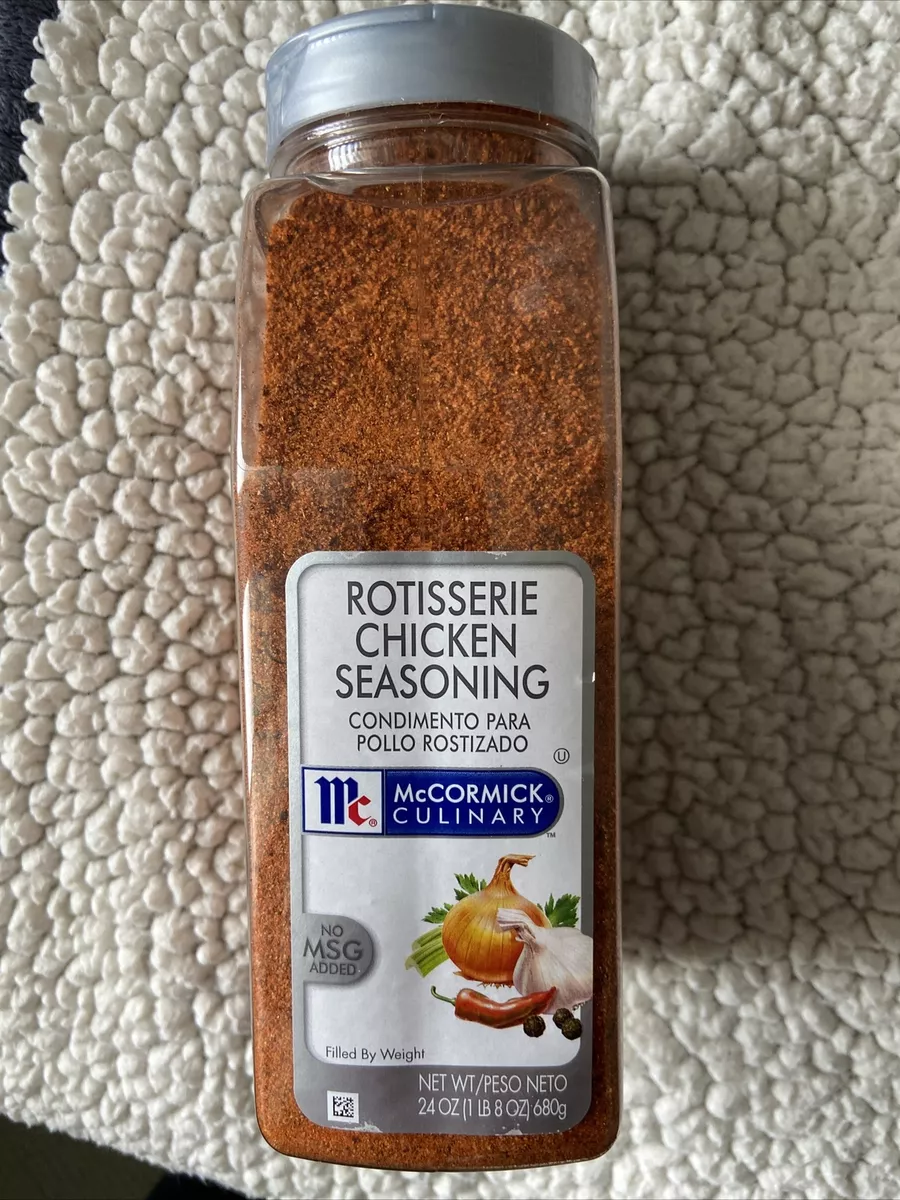 ROTISSERIE
CHICKEN
SEASONING
CONDIMENTO PARA
POLLO ROSTIZADO
U
Mc® McCORMICK®
CULINARY™
NO
MSG
ADDED
Filled By Weight
NET WT/PESO NETO
24 OZ (1 LB 8 OZ) 680g